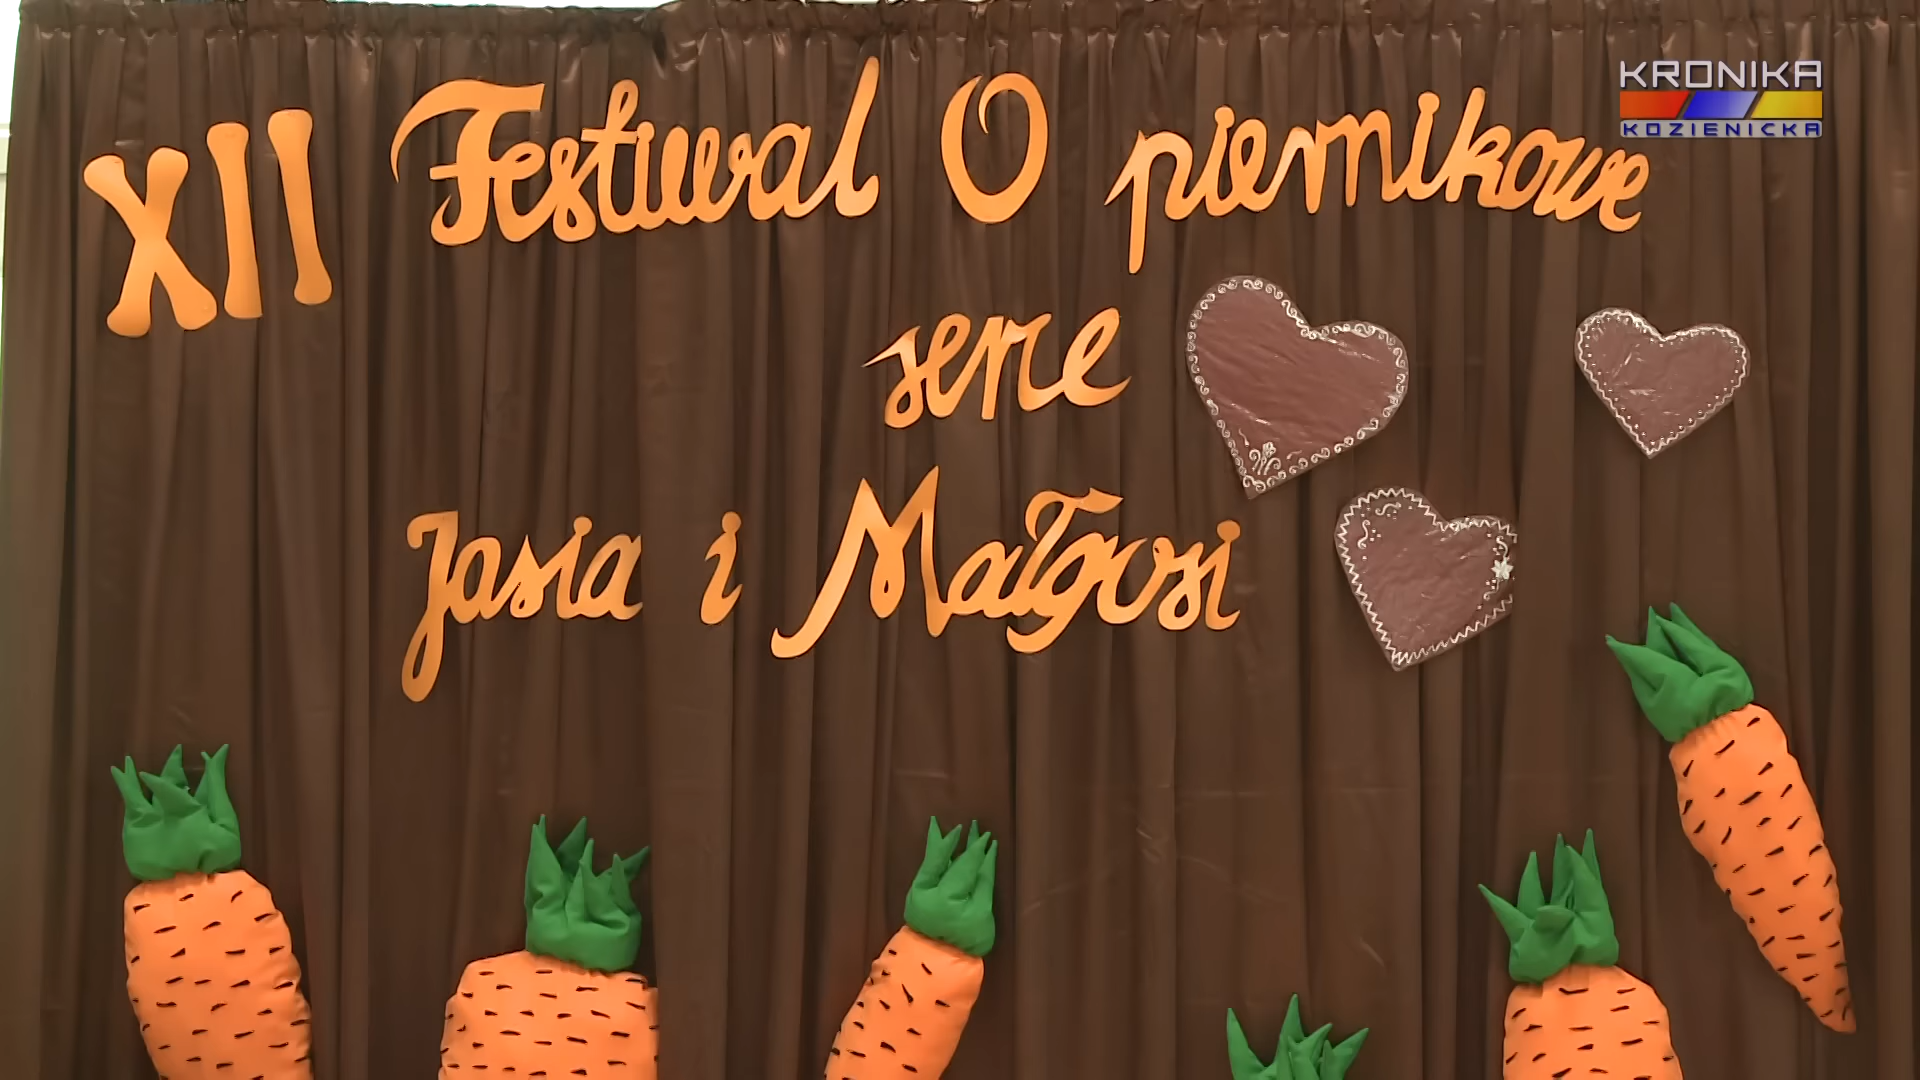 KRONIKA
KOZIENICKA
XII Festiwal O piernikowe
serce
Jasia i Małgosi